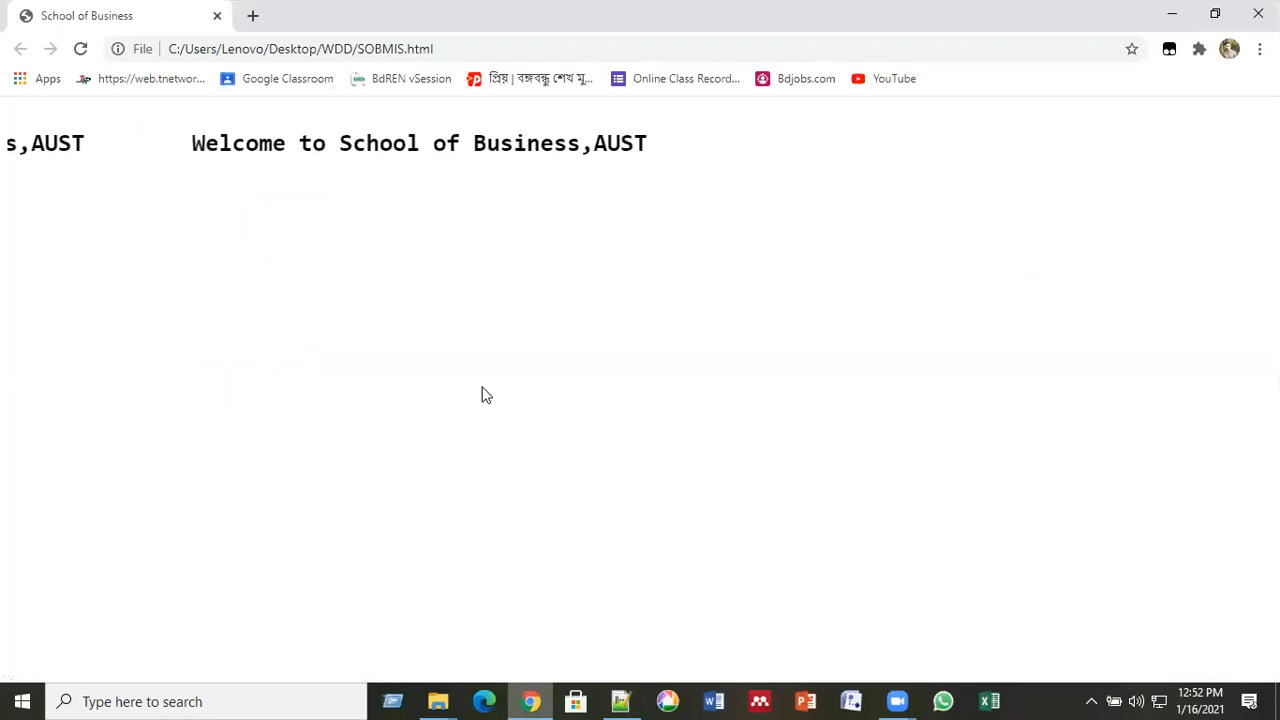 School of Business
File C:/Users/Lenovo/Desktop/WDD/SOBMIS.html
Apps https://web.tnetwor... Google Classroom BdREN vSession প্রিয় | বঙ্গবন্ধু শেখ মু... Online Class Record... Bdjobs.com YouTube
s,AUST Welcome to School of Business,AUST
Type here to search
12:52 PM
1/16/2021